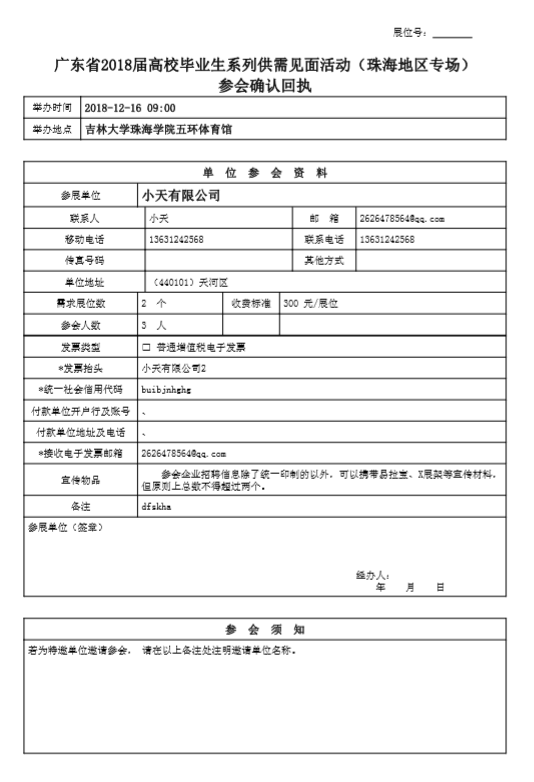 展位号：
广东省2018届高校毕业生系列供需见面活动（珠海地区专场）
参会确认回执
举办时间 2018-12-16 09:00
举办地点 吉林大学珠海学院五环体育馆
单 位 参 会 资 料
参展单位 小天有限公司
联系人 小天 邮 箱 2626478564@qq.com
移动电话 13631242568 联系电话 13631242568
传真号码 其他方式
单位地址 （440101）天河区
需求展位数 2 个 收费标准 300 元/展位
参会人数 3 人
发票类型 □ 普通增值税电子发票
*发票抬头 小天有限公司2
*统一社会信用代码 buibjnhghg
付款单位开户行及账号 、
付款单位地址及电话 、
*接收电子发票邮箱 2626478564@qq.com
宣传物品 参会企业招聘信息除了统一印制的以外，可以携带易拉宝、X展架等宣传材料，
但原则上总数不得超过两个。
备注 dfskha
参展单位（签章）
经办人：
年 月 日
参 会 须 知
若为特邀单位邀请参会， 请在以上备注处注明邀请单位名称。